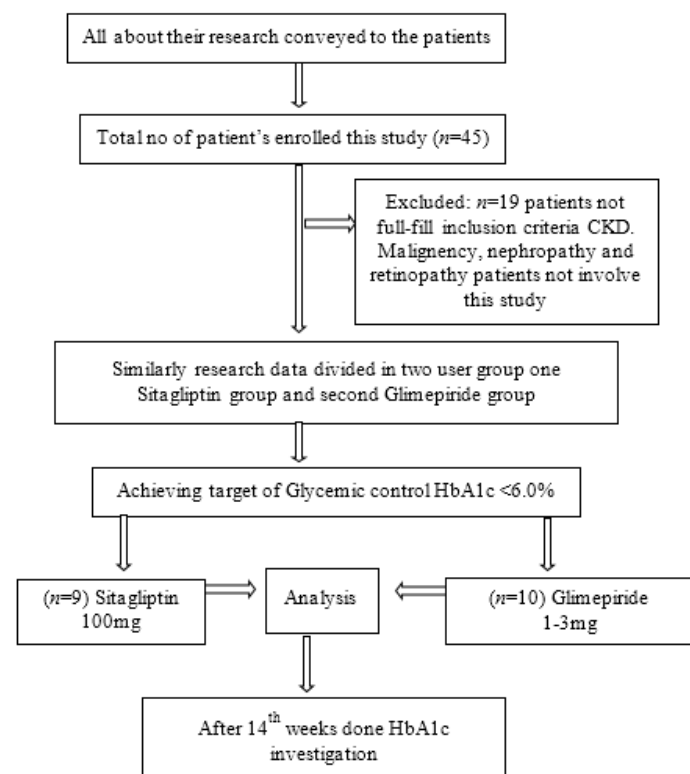 All about their research conveyed to the patients
Total no of patient's enrolled this study (n=45)
Excluded: n=19 patients not
full-fill inclusion criteria CKD.
Malignency, nephropathy and
retinopathy patients not involve
this study
Similarly research data divided in two user group one
Sitagliptin group and second Glimepiride group
Achieving target of Glycemic control HbA1c <6.0%
(n=9) Sitagliptin
100mg
Analysis
(n=10) Glimepiride
1-3mg
After 14th weeks done HbA1c
investigation